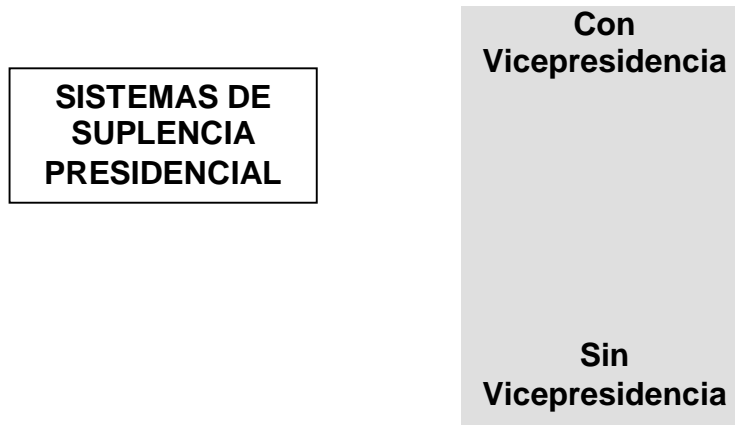 SISTEMAS DE
SUPLENCIA
PRESIDENCIAL
Con
Vicepresidencia
Sin
Vicepresidencia